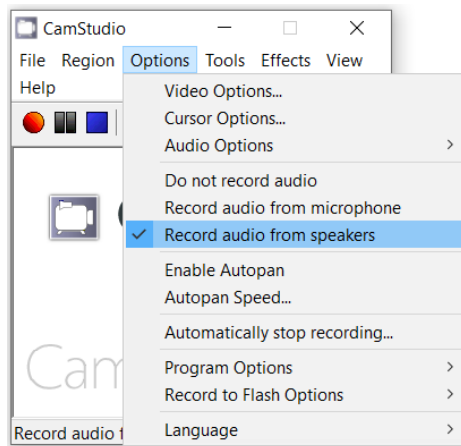 CamStudio
File Region Options Tools Effects View
Help
Video Options...
Cursor Options...
Audio Options
Do not record audio
Record audio from microphone
Record audio from speakers
Enable Autopan
Autopan Speed...
Automatically stop recording...
Program Options
Record to Flash Options
Language
Cam
Record audio f